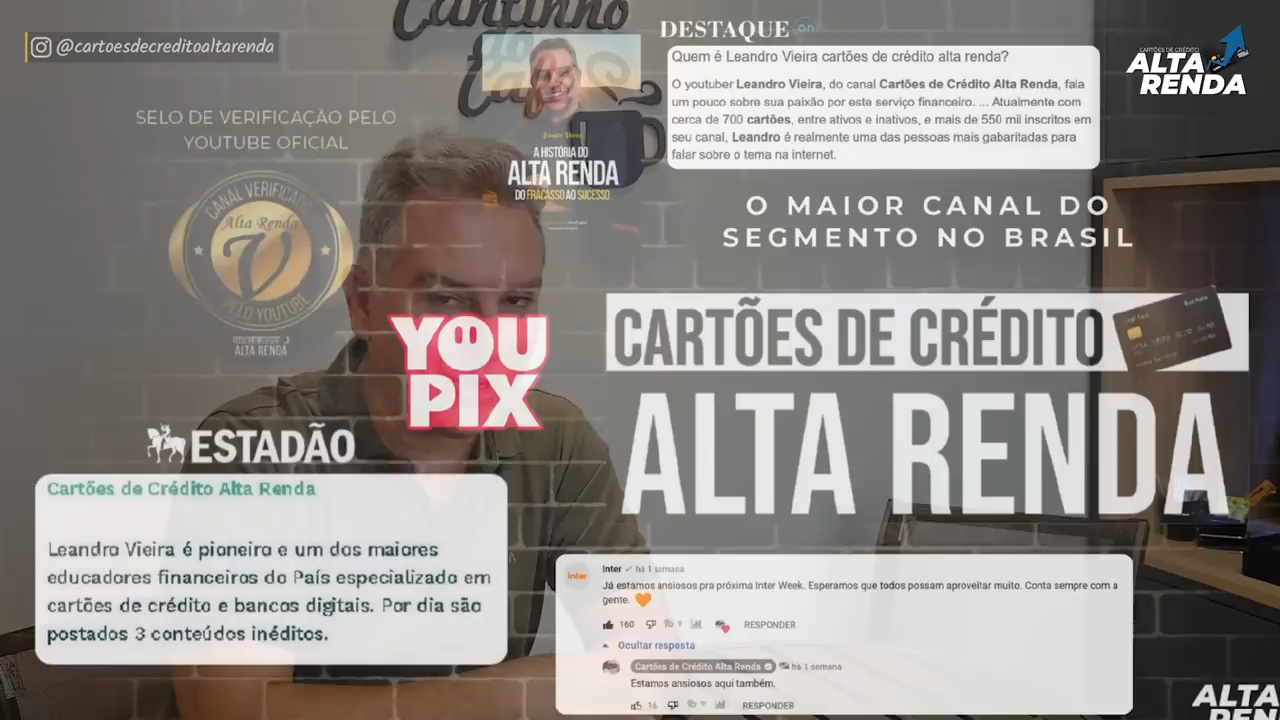 @cartoesdecreditoaltarenda
Cantinho
do
Café
DESTAQUE on
Quem é Leandro Vieira cartões de crédito alta renda?
O youtuber Leandro Vieira, do canal Cartões de Crédito Alta Renda, fala
um pouco sobre sua paixão por este serviço financeiro. ... Atualmente com
cerca de 700 cartões, entre ativos e inativos, e mais de 550 mil inscritos em
seu canal, Leandro é realmente uma das pessoas mais gabaritadas para
falar sobre o tema na internet.
CARTÕES DE CRÉDITO
ALTA
RENDA
SELO DE VERIFICAÇÃO PELO
YOUTUBE OFICIAL
CANAL VERIFICADO
Alta Renda
V
PELO YOUTUBE
ALTA RENDA
Leandro Vieira
A HISTÓRIA DO
ALTA RENDA
DO FRACASSO AO SUCESSO
O MAIOR CANAL DO
SEGMENTO NO BRASIL
CARTÕES DE CRÉDITO
ALTA RENDA
YOU
PIX
ESTADÃO
Cartões de Crédito Alta Renda
Leandro Vieira é pioneiro e um dos maiores
educadores financeiros do País especializado em
cartões de crédito e bancos digitais. Por dia são
postados 3 conteúdos inéditos.
inter
Inter há 1 semana
Já estamos ansiosos pra próxima Inter Week. Esperamos que todos possam aproveitar muito. Conta sempre com a
gente. 🧡
160 RESPONDER
Ocultar resposta
Cartões de Crédito Alta Renda há 1 semana
Estamos ansiosos aqui também.
16 RESPONDER
ALTA
REN